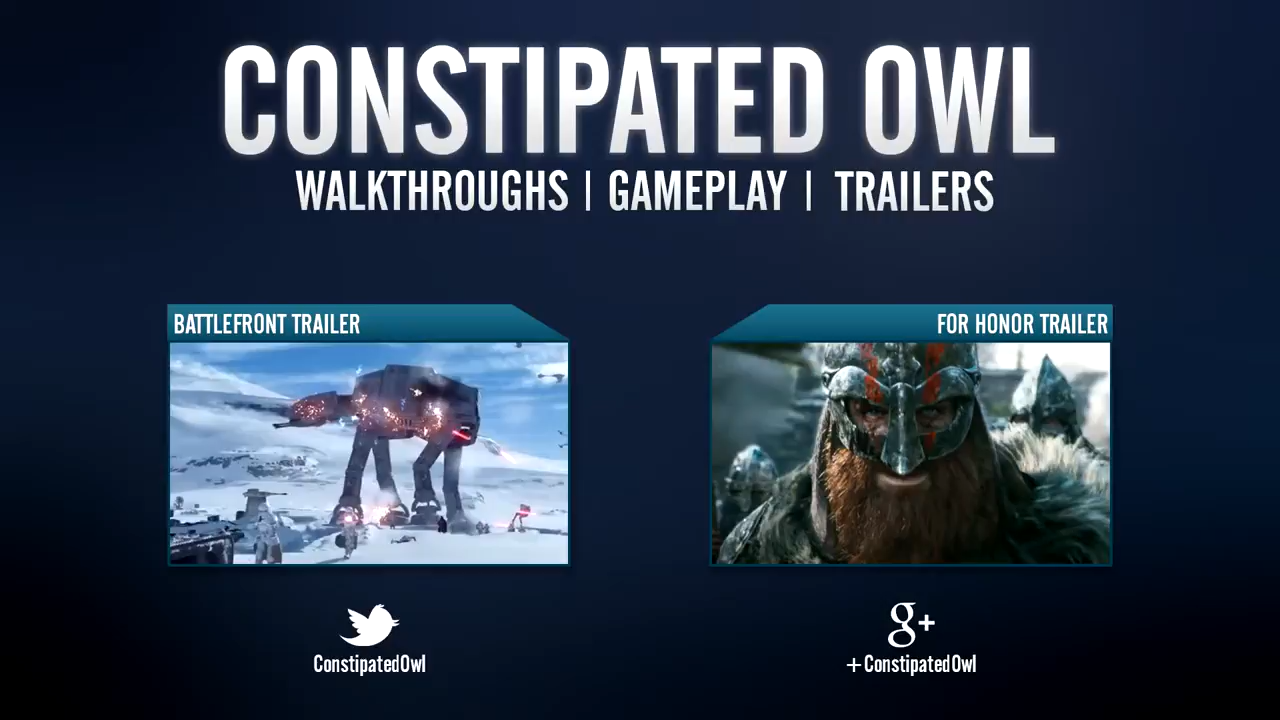 CONSTIPATED OWL
WALKTHROUGHS | GAMEPLAY | TRAILERS
BATTLEFRONT TRAILER
FOR HONOR TRAILER
g+
ConstipatedOwl
+ConstipatedOwl